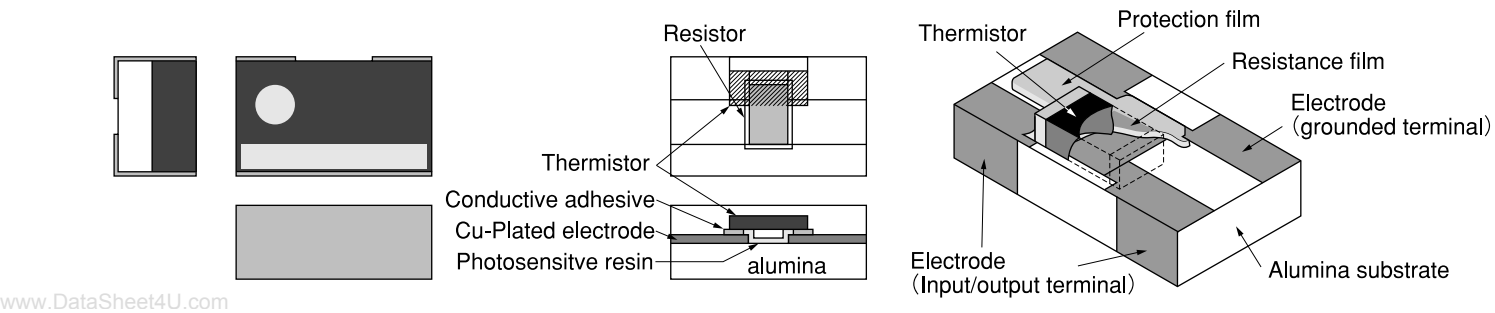 Resistor
Thermistor
Conductive adhesive
Cu-Plated electrode
Photosensitve resin
alumina
Thermistor
Protection film
Resistance film
Electrode
(grounded terminal)
Electrode
(Input/output terminal)
Alumina substrate
www.DataSheet4U.com